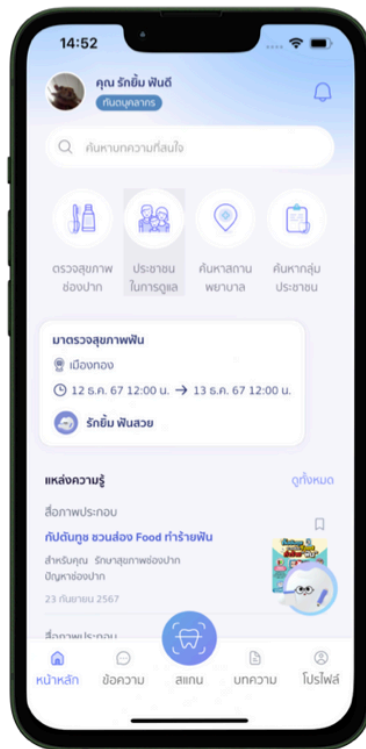 14:52
คุณ รักยิ้ม ฟันดี
ทันตบุคลากร
ค้นหาบทความที่สนใจ
ตรวจสุขภาพ
ช่องปาก
ประชาชน
ในการดูแล
ค้นหาสถาน
พยาบาล
ค้นหากลุ่ม
ประชาชน
มาตรวจสุขภาพฟัน
เมืองทอง
12 ธ.ค. 67 12:00 น. → 13 ธ.ค. 67 12:00 น.
รักยิ้ม ฟันสวย
แหล่งความรู้ ดูทั้งหมด
สื่อภาพประกอบ
กัปตันทูช ชวนส่อง Food ทำร้ายฟัน
สำหรับคุณ รักษาสุขภาพช่องปาก
ปัญหาช่องปาก
23 กันยายน 2567
สื่อภาพประกอบ
หน้าหลัก ข้อความ สแกน บทความ โปรไฟล์